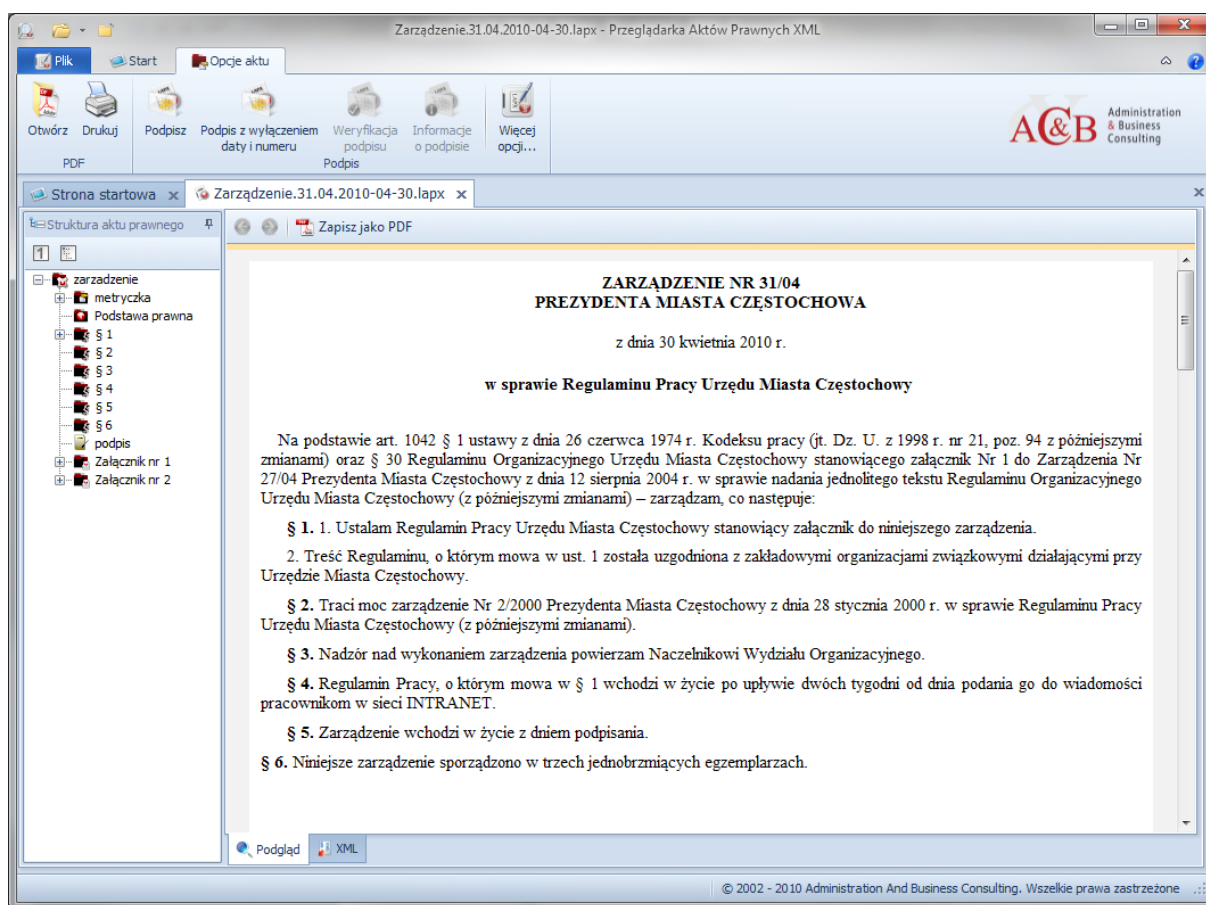 Zarządzenie.31.04.2010-04-30.lapx - Przeglądarka Aktów Prawnych XML
Plik
Start
Opcje aktu
Otwórz
Drukuj
Podpisz
Podpis z wyłączeniem daty i numeru
Weryfikacja podpisu
Informacje o podpisie
Więcej opcji...
PDF
Podpis
A&B
Administration
& Business
Consulting
Strona startowa
Zarządzenie.31.04.2010-04-30.lapx
Struktura aktu prawnego
Zapisz jako PDF
zarzadzenie
metryczka
Podstawa prawna
§ 1
§ 2
§ 3
§ 4
§ 5
§ 6
podpis
Załącznik nr 1
Załącznik nr 2
ZARZĄDZENIE NR 31/04
PREZYDENTA MIASTA CZĘSTOCHOWA
z dnia 30 kwietnia 2010 r.
w sprawie Regulaminu Pracy Urzędu Miasta Częstochowy
Na podstawie art. 1042 § 1 ustawy z dnia 26 czerwca 1974 r. Kodeksu pracy (jt. Dz. U. z 1998 r. nr 21, poz. 94 z późniejszymi
zmianami) oraz § 30 Regulaminu Organizacyjnego Urzędu Miasta Częstochowy stanowiącego załącznik Nr 1 do Zarządzenia Nr
27/04 Prezydenta Miasta Częstochowy z dnia 12 sierpnia 2004 r. w sprawie nadania jednolitego tekstu Regulaminu Organizacyjnego
Urzędu Miasta Częstochowy (z późniejszymi zmianami) – zarządzam, co następuje:
§ 1. 1. Ustalam Regulamin Pracy Urzędu Miasta Częstochowy stanowiący załącznik do niniejszego zarządzenia.
2. Treść Regulaminu, o którym mowa w ust. 1 została uzgodniona z zakładowymi organizacjami związkowymi działającymi przy
Urzędzie Miasta Częstochowy.
§ 2. Traci moc zarządzenie Nr 2/2000 Prezydenta Miasta Częstochowy z dnia 28 stycznia 2000 r. w sprawie Regulaminu Pracy
Urzędu Miasta Częstochowy (z późniejszymi zmianami).
§ 3. Nadzór nad wykonaniem zarządzenia powierzam Naczelnikowi Wydziału Organizacyjnego.
§ 4. Regulamin Pracy, o którym mowa w § 1 wchodzi w życie po upływie dwóch tygodni od dnia podania go do wiadomości
pracownikom w sieci INTRANET.
§ 5. Zarządzenie wchodzi w życie z dniem podpisania.
§ 6. Niniejsze zarządzenie sporządzono w trzech jednobrzmiących egzemplarzach.
Podgląd
XML
© 2002 - 2010 Administration And Business Consulting. Wszelkie prawa zastrzeżone